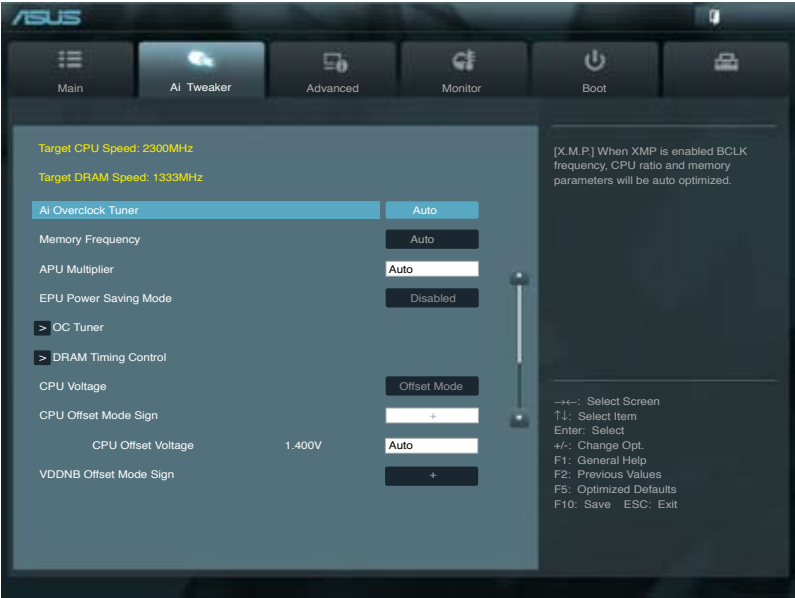 ASUS
Main
Ai Tweaker
Advanced
Monitor
Boot
Target CPU Speed: 2300MHz
Target DRAM Speed: 1333MHz
Ai Overclock Tuner Auto
Memory Frequency Auto
APU Multiplier Auto
EPU Power Saving Mode Disabled
> OC Tuner
> DRAM Timing Control
CPU Voltage Offset Mode
CPU Offset Mode Sign +
CPU Offset Voltage 1.400V Auto
VDDNB Offset Mode Sign +
[X.M.P.] When XMP is enabled BCLK
frequency, CPU ratio and memory
parameters will be auto optimized.
→←: Select Screen
↑↓: Select Item
Enter: Select
+/-: Change Opt.
F1: General Help
F2: Previous Values
F5: Optimized Defaults
F10: Save ESC: Exit